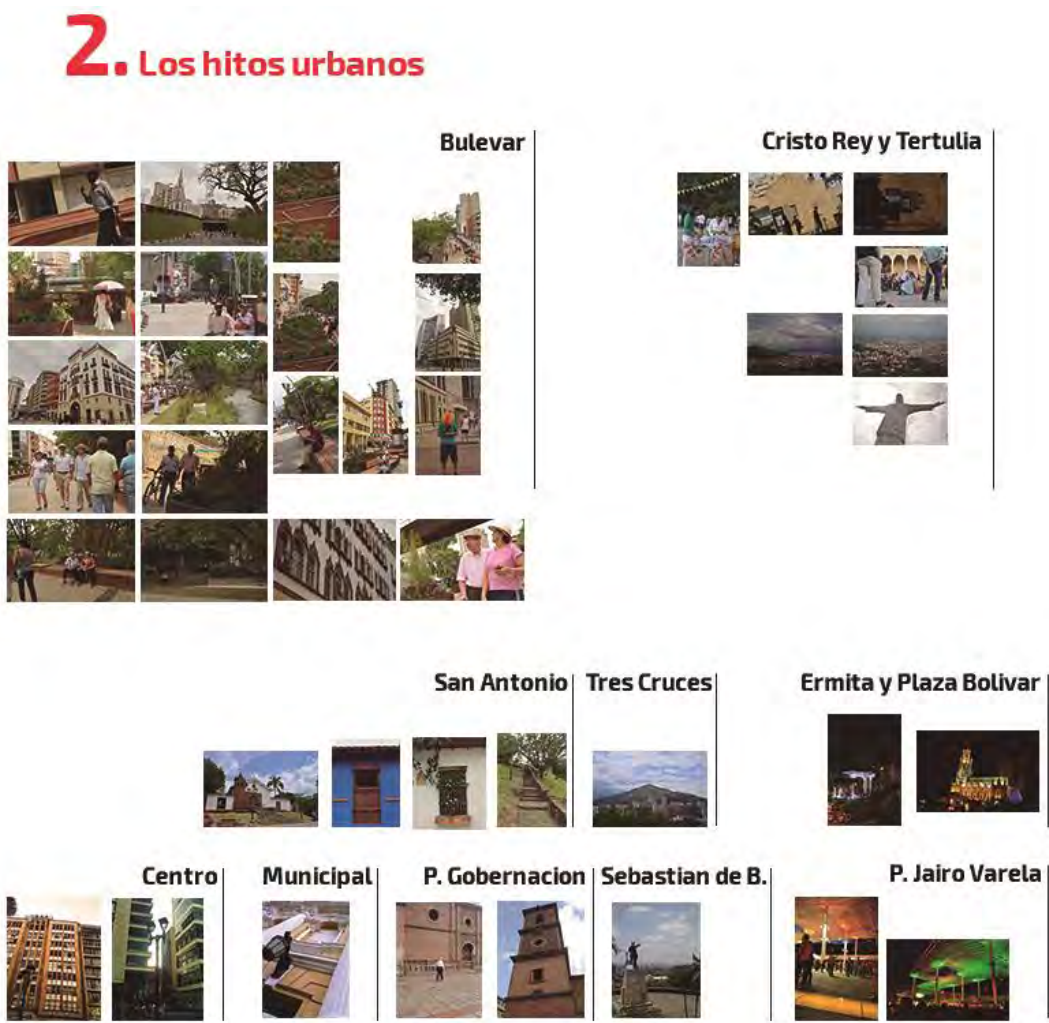 2. Los hitos urbanos
Bulevar
Cristo Rey y Tertulia
San Antonio
Tres Cruces
Ermita y Plaza Bolivar
Centro
Municipal
P. Gobernacion
Sebastian de B.
P. Jairo Varela